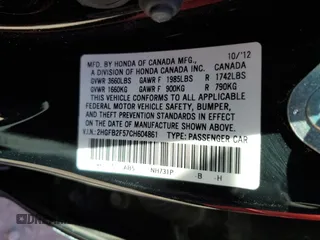 MFD. BY HONDA OF CANADA MFG., 10/'12
A DIVISION OF HONDA CANADA INC. CANADA
GVWR 3660LBS GAWR F 1985LBS R 1742LBS
GVWR 1660KG GAWR F 900KG R 790KG
THIS VEHICLE CONFORMS TO ALL APPLICABLE
FEDERAL MOTOR VEHICLE SAFETY, BUMPER,
AND THEFT PREVENTION STANDARDS IN EFFECT
ON THE DATE OF MANUFACTURE SHOWN ABOVE.
V.I.N.: 2HGFB2F57CH604861 TYPE: PASSENGER CAR
NH731P B -H